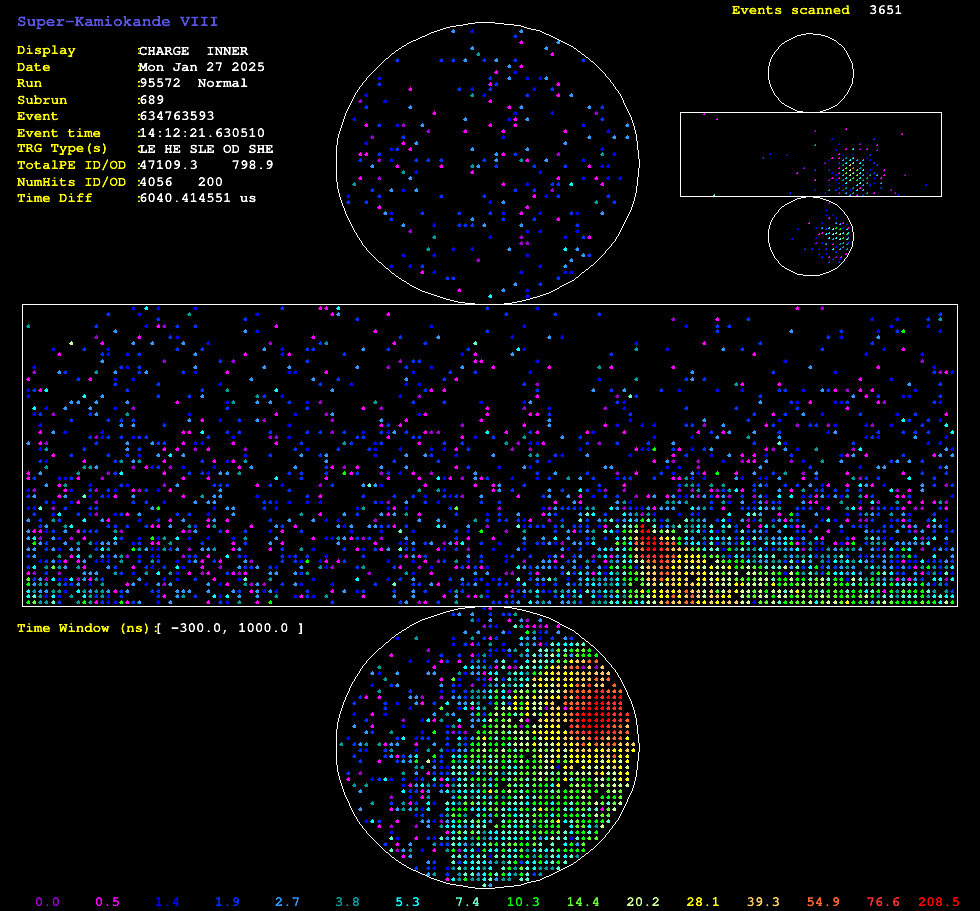 Super-Kamiokande VIII
Events scanned 3651
Display :CHARGE INNER
Date :Mon Jan 27 2025
Run :95572 Normal
Subrun :689
Event :634763593
Event time :14:12:21.630510
TRG Type(s) :LE HE SLE OD SHE
TotalPE ID/OD :47109.3 798.9
NumHits ID/OD :4056 200
Time Diff :6040.414551 us
Time Window (ns):[ -300.0, 1000.0 ]
0.0 0.5 1.4 1.9 2.7 3.8 5.3 7.4 10.3 14.4 20.2 28.1 39.3 54.9 76.6 208.5